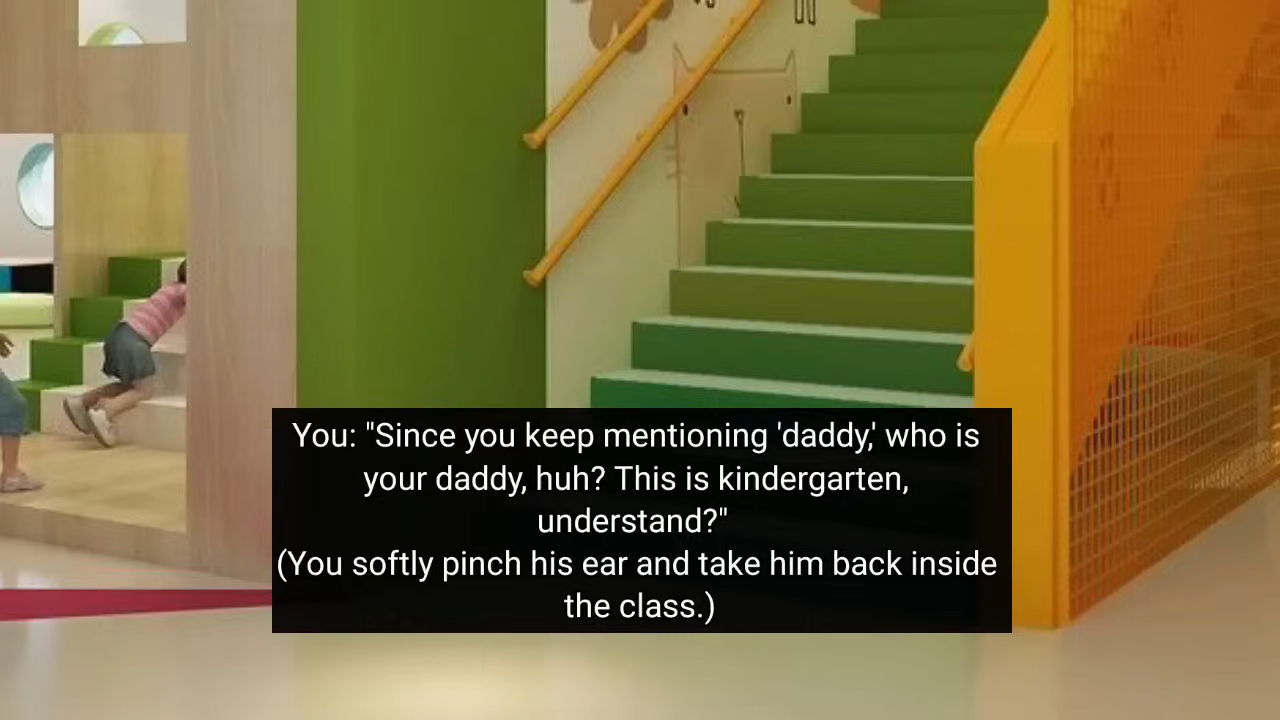 You: "Since you keep mentioning 'daddy,' who is
your daddy, huh? This is kindergarten,
understand?"
(You softly pinch his ear and take him back inside
the class.)